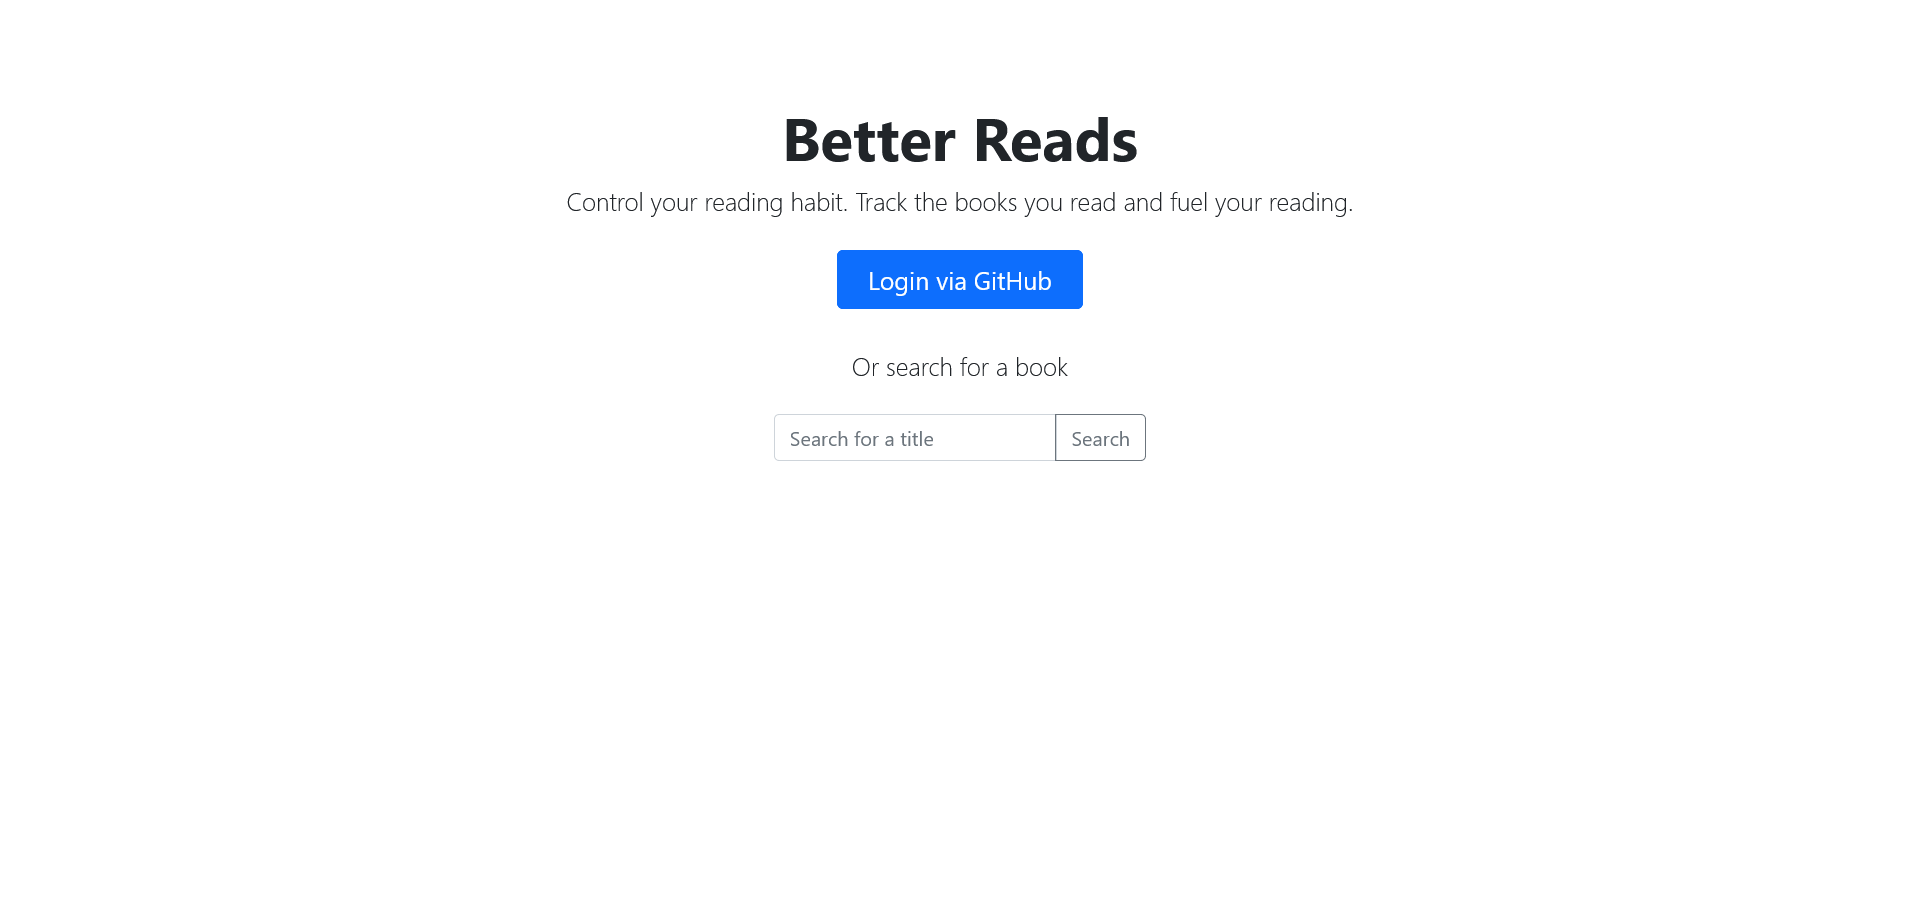 Better Reads
Control your reading habit. Track the books you read and fuel your reading.
Login via GitHub
Or search for a book
Search for a title
Search